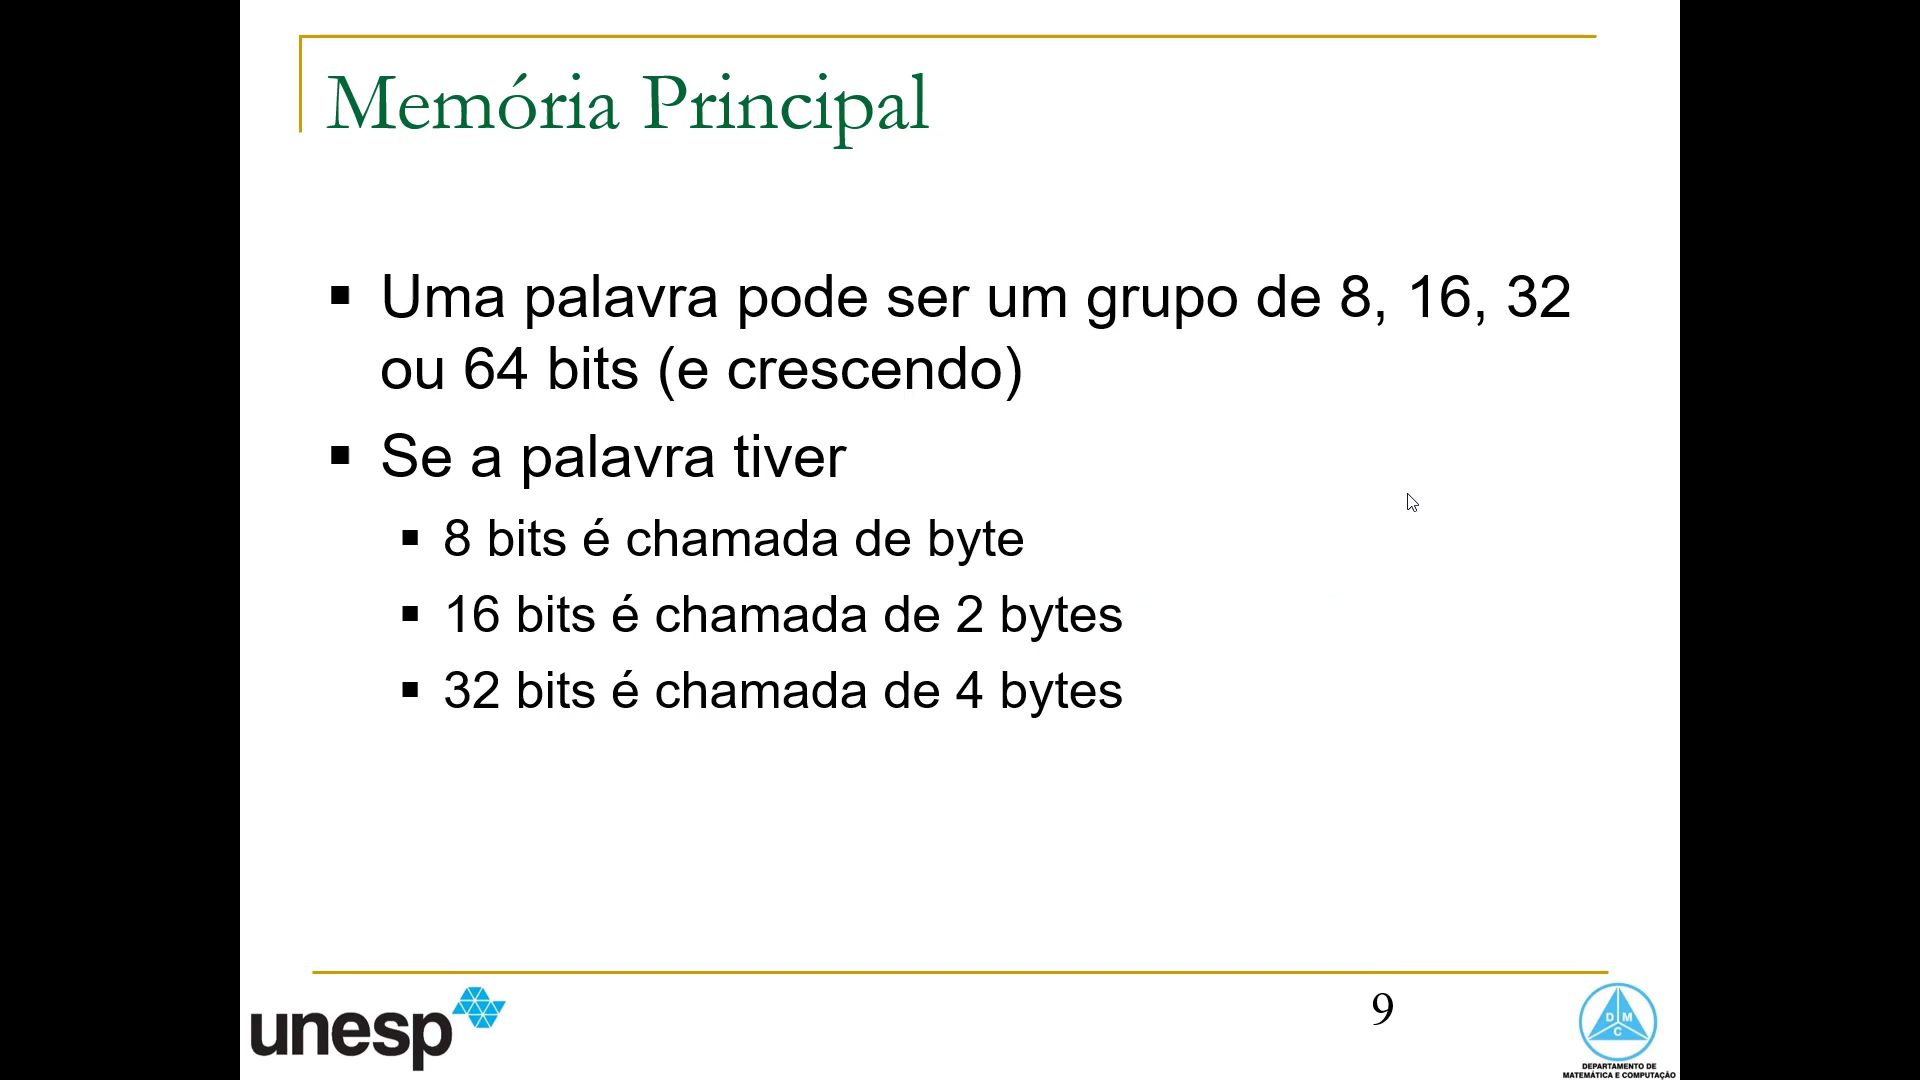 Memória Principal
Uma palavra pode ser um grupo de 8, 16, 32
ou 64 bits (e crescendo)
Se a palavra tiver
8 bits é chamada de byte
16 bits é chamada de 2 bytes
32 bits é chamada de 4 bytes
unesp
9
D M
C
DEPARTAMENTO DE
MATEMÁTICA E COMPUTAÇÃO